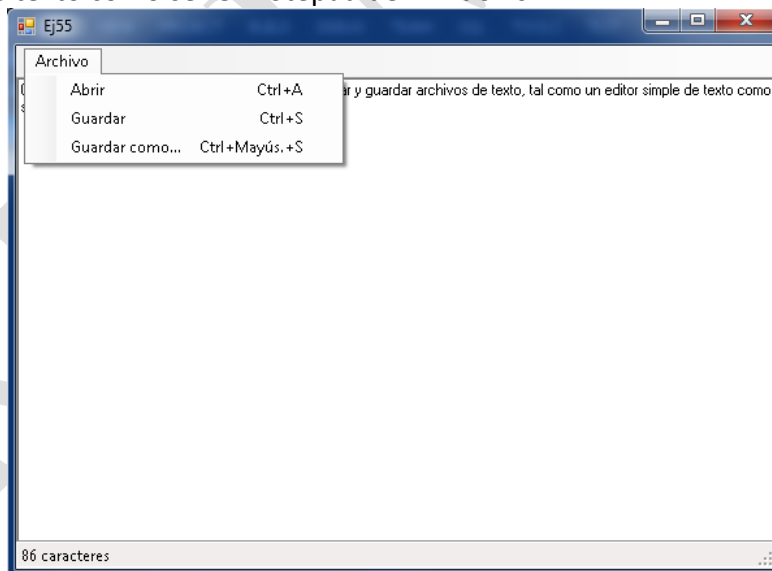 Ej55
Archivo
Abrir Ctrl+A
Guardar Ctrl+S
Guardar como... Ctrl+Mayús.+S
y guardar archivos de texto, tal como un editor simple de texto como
86 caracteres